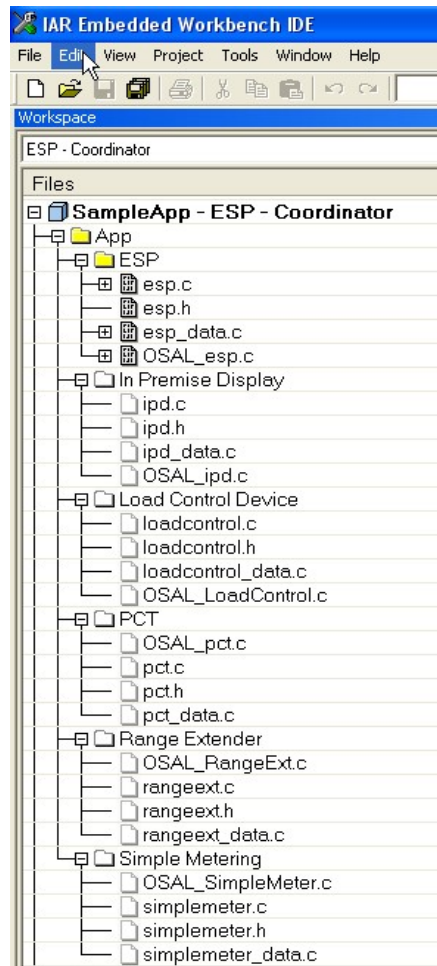 IAR Embedded Workbench IDE
File Edit View Project Tools Window Help
Workspace
ESP - Coordinator
Files
SampleApp - ESP - Coordinator
App
ESP
esp.c
esp.h
esp_data.c
OSAL_esp.c
In Premise Display
ipd.c
ipd.h
ipd_data.c
OSAL_ipd.c
Load Control Device
loadcontrol.c
loadcontrol.h
loadcontrol_data.c
OSAL_LoadControl.c
PCT
OSAL_pct.c
pct.c
pct.h
pct_data.c
Range Extender
OSAL_RangeExt.c
rangeext.c
rangeext.h
rangeext_data.c
Simple Metering
OSAL_SimpleMeter.c
simplemeter.c
simplemeter.h
simplemeter_data.c